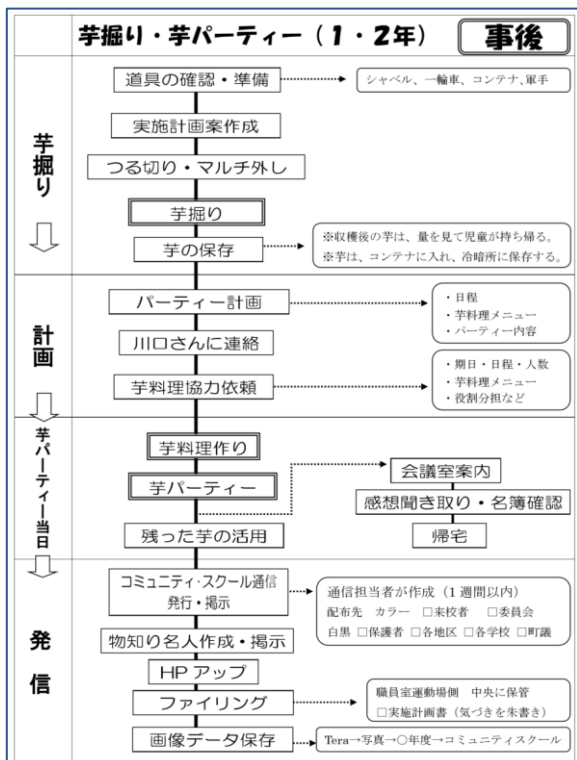 芋掘り・芋パーティー（１・２年）
事後
芋掘り
道具の確認・準備
シャベル、一輪車、コンテナ、軍手
実施計画案作成
つる切り・マルチ外し
芋掘り
芋の保存
※収穫後の芋は、量を見て児童が持ち帰る。
※芋は、コンテナに入れ、冷暗所に保存する。
計画
パーティー計画
・日程
・芋料理メニュー
・パーティー内容
川口さんに連絡
芋料理協力依頼
・期日・日程・人数
・芋料理メニュー
・役割分担など
芋パーティー当日
芋料理作り
芋パーティー
残った芋の活用
会議室案内
感想聞き取り・名簿確認
帰宅
発信
コミュニティ・スクール通信
発行・掲示
通信担当者が作成（１週間以内）
配布先 カラー □来校者 □委員会
白黒 □保護者 □各地区 □各学校 □町議
物知り名人作成・掲示
HP アップ
ファイリング
職員室運動場側 中央に保管
□実施計画書（気づきを朱書き）
画像データ保存
Tera→写真→○年度→コミュニティスクール